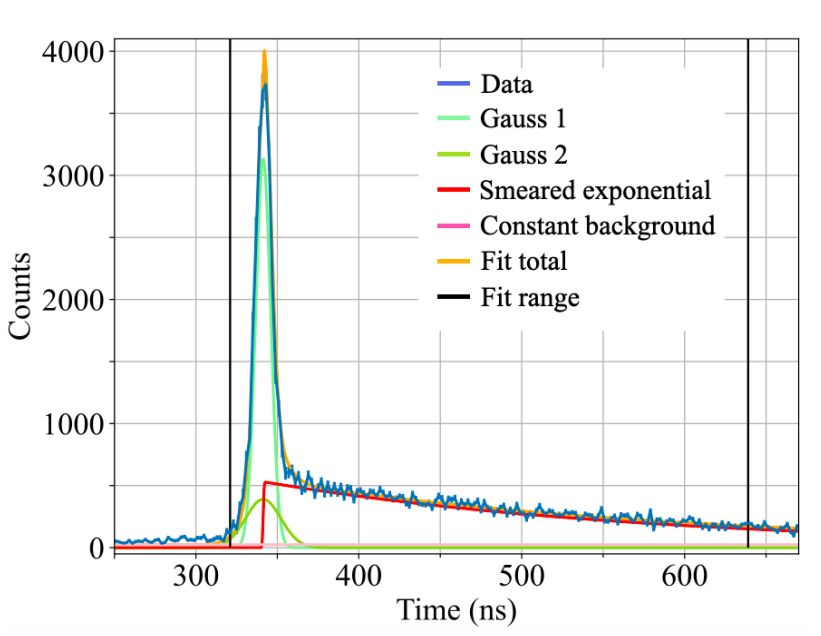 4000
3000
2000
1000
0
Counts
Data
Gauss 1
Gauss 2
Smeared exponential
Constant background
Fit total
Fit range
300 400 500 600
Time (ns)